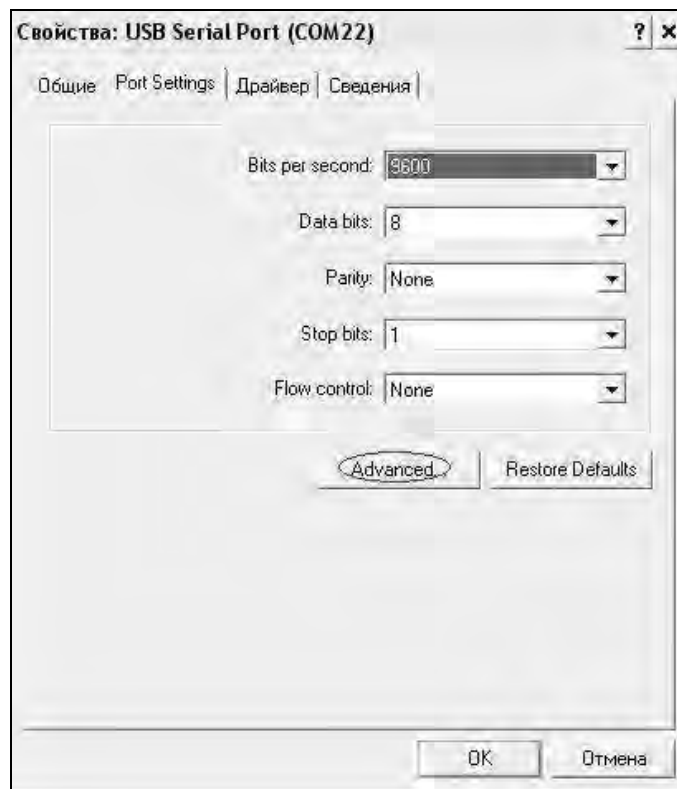 Свойства: USB Serial Port (COM22)
? ×
Общие Port Settings Драйвер Сведения
Bits per second: 9600
Data bits: 8
Parity: None
Stop bits: 1
Flow control: None
Advanced... Restore Defaults
OK Отмена